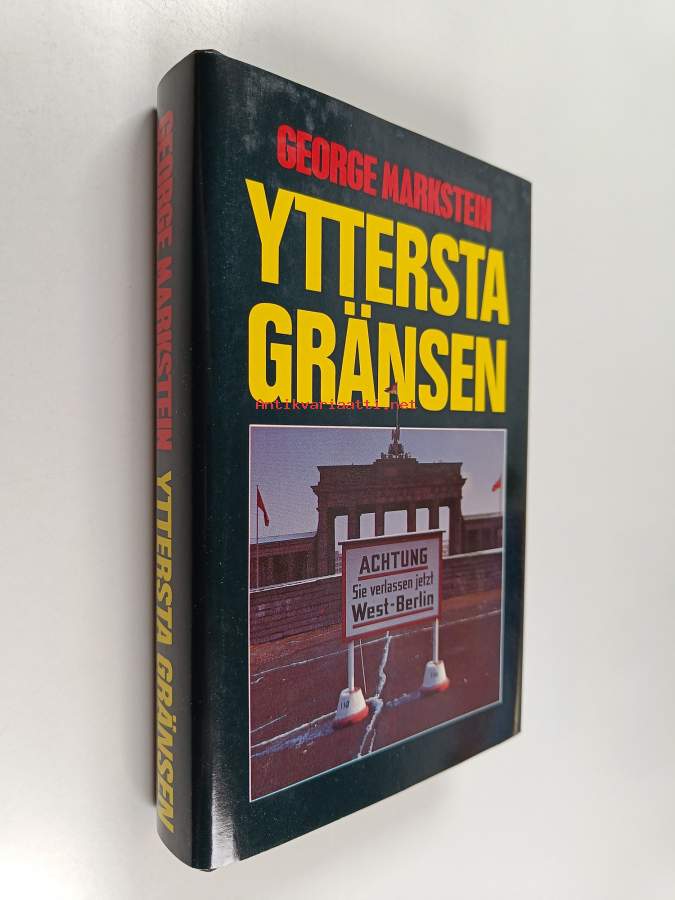 GEORGE MARKSTEIN
YTTERSTA
GRÄNSEN
Antikvariaatti.net
ACHTUNG
Sie verlassen jetzt
West-Berlin
GEORGE MARKSTEIN YTTERSTA GRÄNSEN